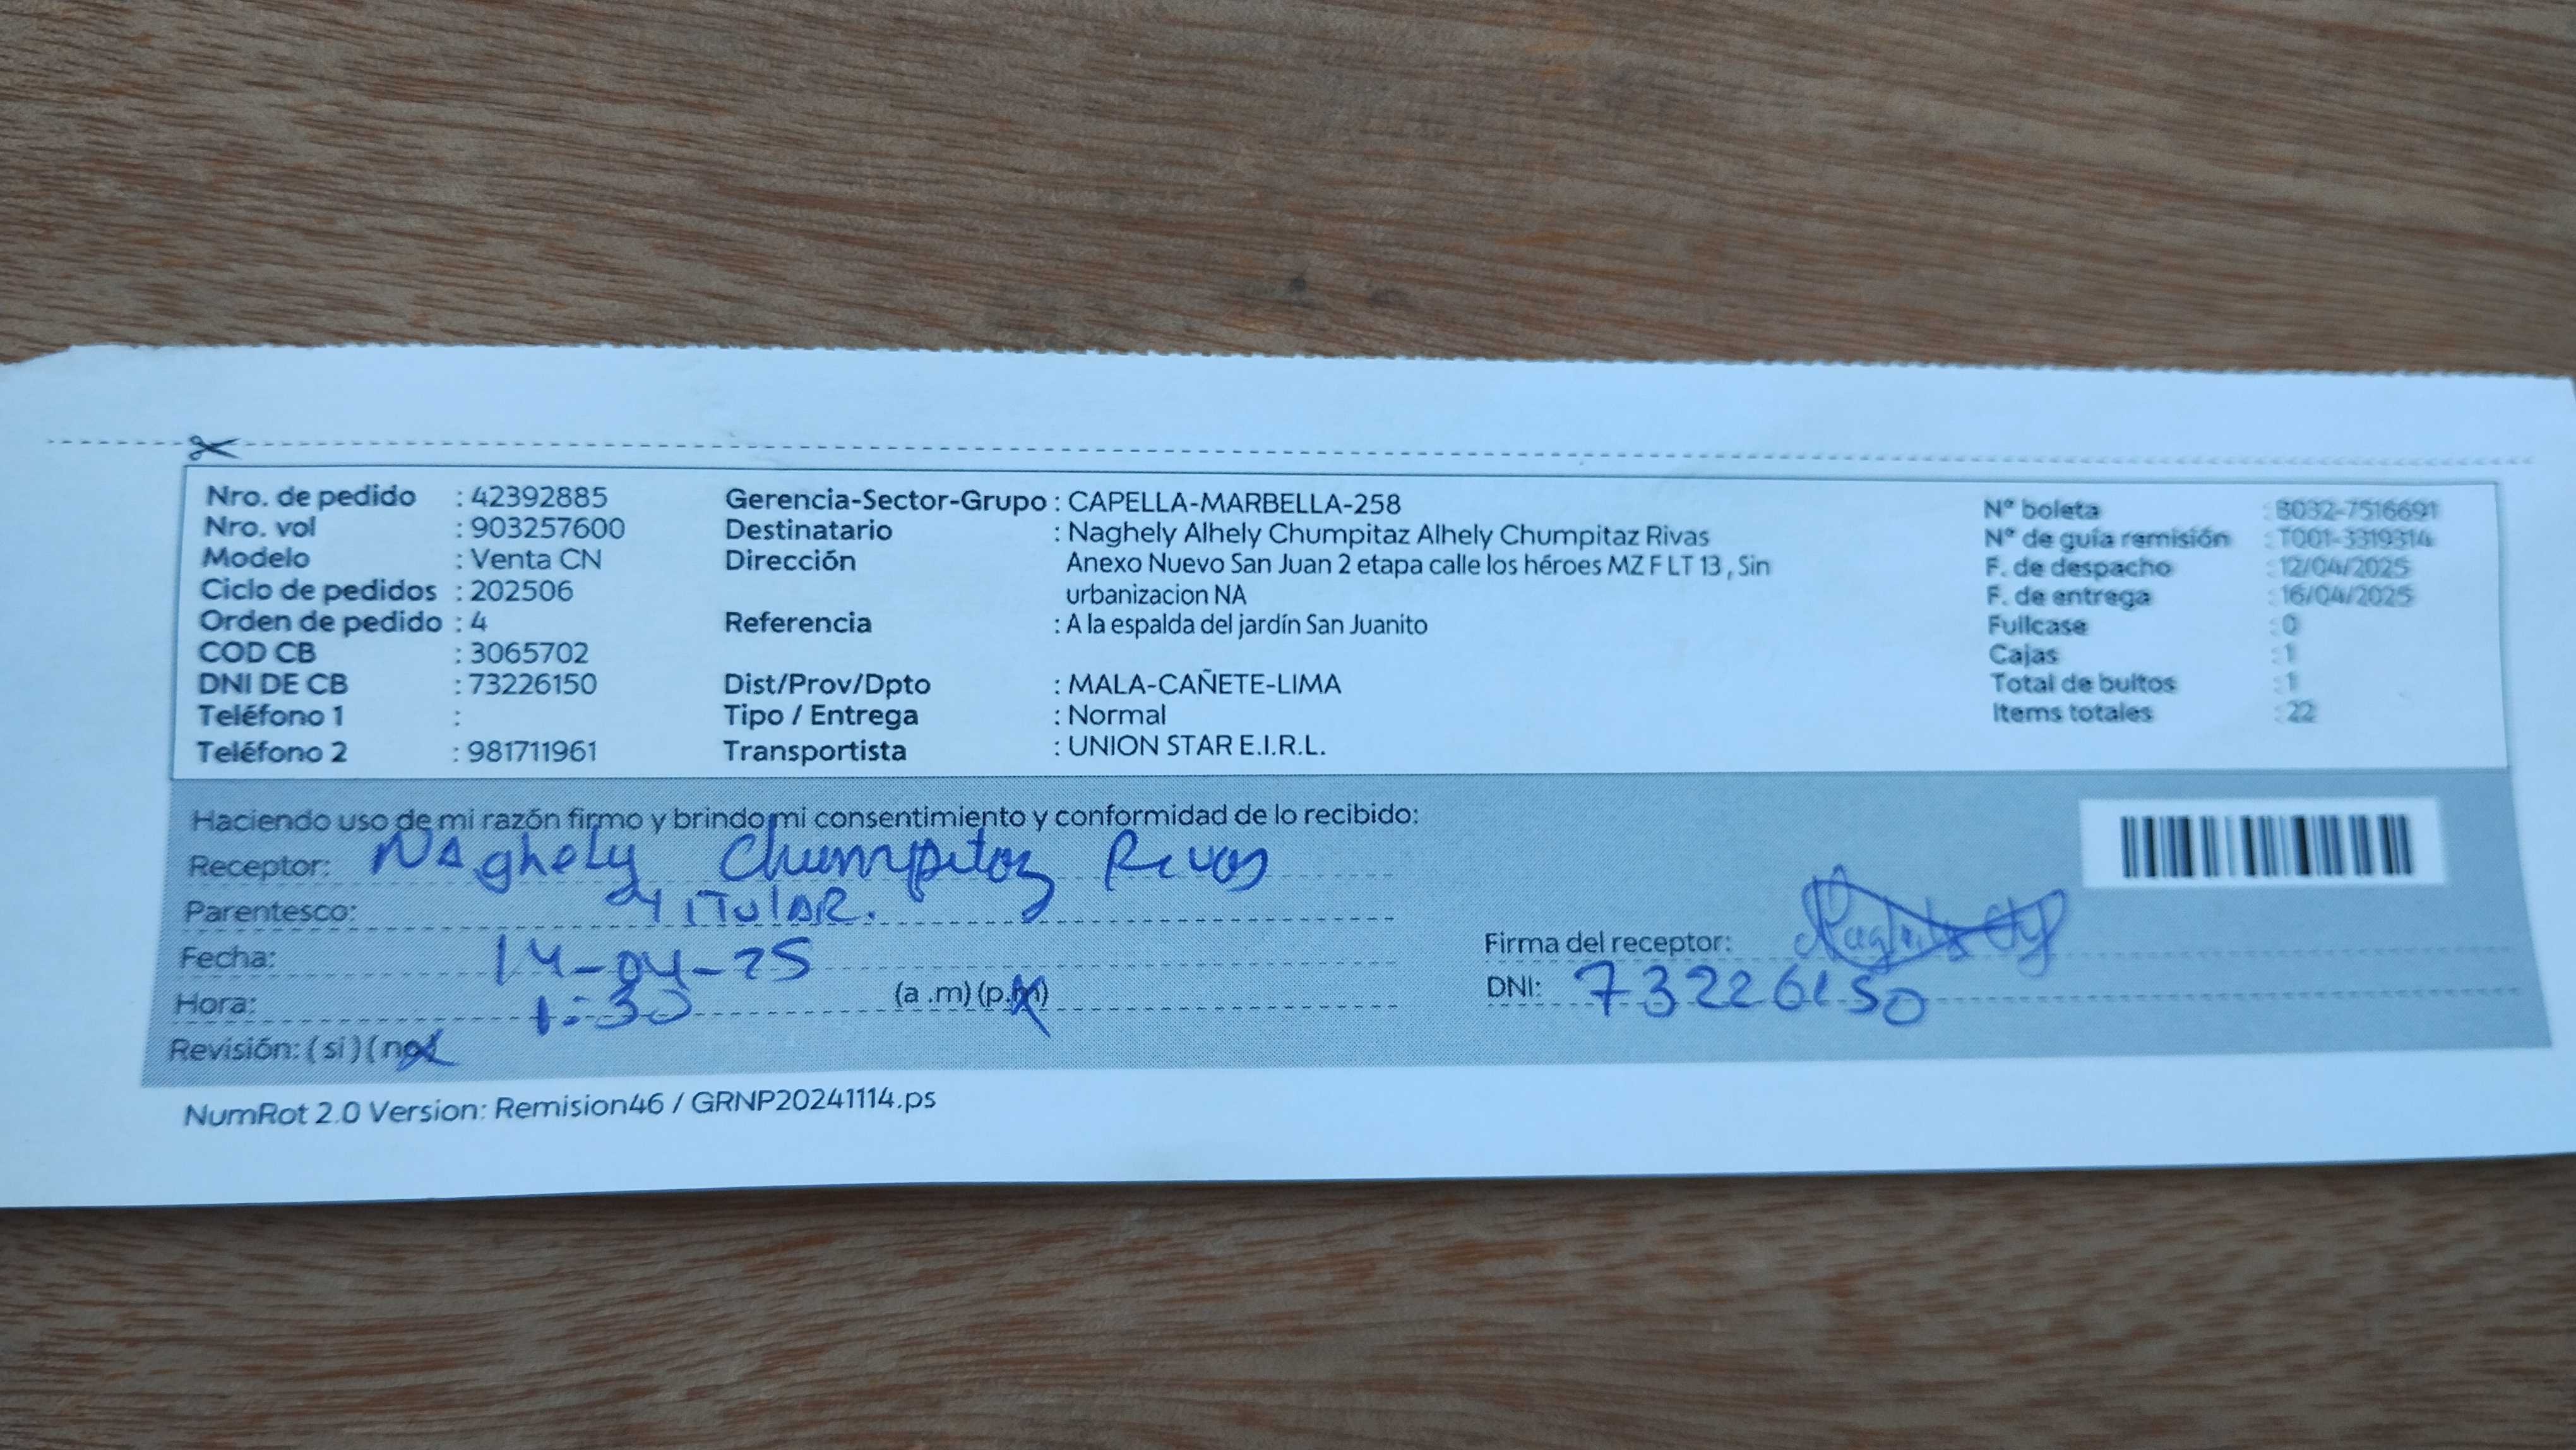 Nro. de pedido : 42392885
Nro. vol : 903257600
Modelo : Venta CN
Ciclo de pedidos : 202506
Orden de pedido : 4
COD CB : 3065702
DNI DE CB : 73226150
Teléfono 1 :
Teléfono 2 : 981711961
Gerencia-Sector-Grupo : CAPELLA-MARBELLA-258
Destinatario : Naghely Alhely Chumpitaz Alhely Chumpitaz Rivas
Dirección Anexo Nuevo San Juan 2 etapa calle los héroes MZ F LT 13 , Sin
urbanizacion NA
Referencia : A la espalda del jardín San Juanito
Dist/Prov/Dpto : MALA-CAÑETE-LIMA
Tipo / Entrega : Normal
Transportista : UNION STAR E.I.R.L.
N° boleta : B032-7516691
N° de guía remisión : T001-3319314
F. de despacho : 12/04/2025
F. de entrega : 16/04/2025
Fullcase : 0
Cajas : 1
Total de bultos : 1
Items totales : 22
Haciendo uso de mi razón firmo y brindo mi consentimiento y conformidad de lo recibido:
Receptor: Naghely Chumpitaz Rivas
Parentesco: TITULAR.
Fecha: 14-04-25
Hora: 1:30 (a .m) (p.m)
Revisión: ( si ) ( no )
Firma del receptor:
DNI: 73226150
NumRot 2.0 Version: Remision46 / GRNP20241114.ps